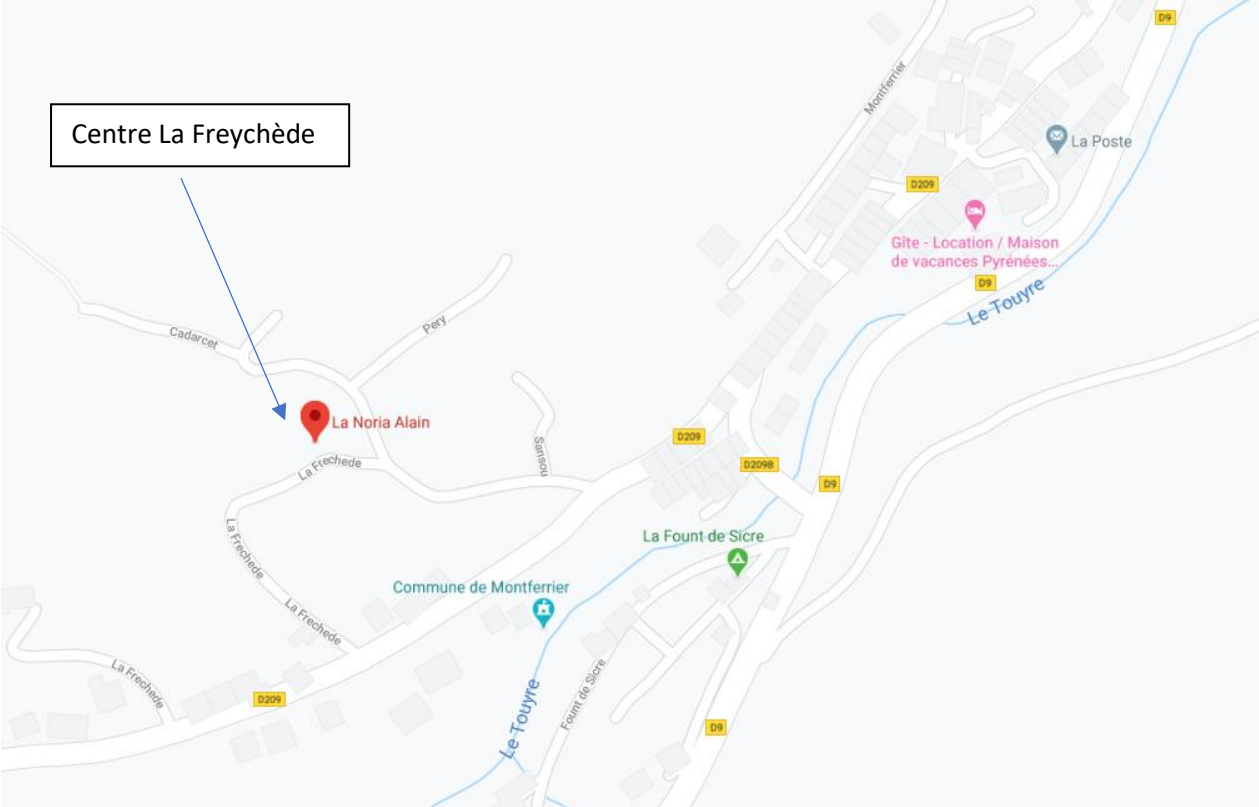 D9
Montferrier
Centre La Freychède
La Poste
D209
Gîte - Location / Maison
de vacances Pyrénées...
D9
Le Touyre
Cadarcet
Pery
La Noria Alain
D209
Sansou
La Frechede
D209B
D9
La Fount de Sicre
La Frechede
Commune de Montferrier
La Frechede
La Frechede
Fount de Sicre
D209
Le Touyre
D9